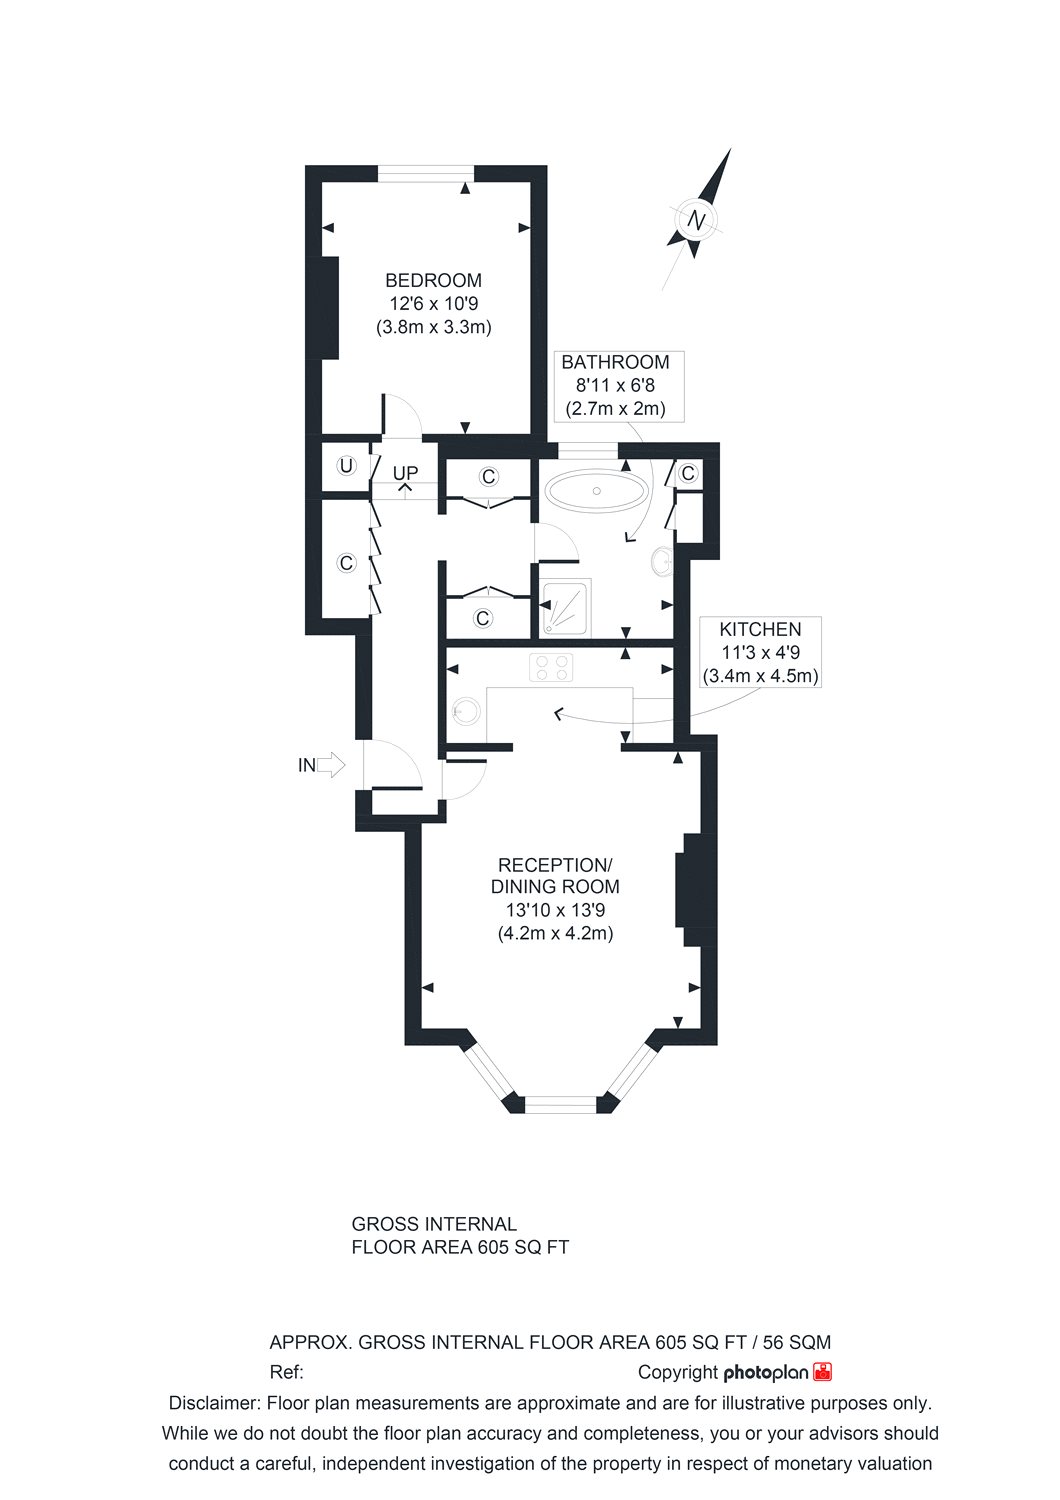 N
BEDROOM
12'6 x 10'9
(3.8m x 3.3m)
BATHROOM
8'11 x 6'8
(2.7m x 2m)
U
UP
C
C
C
C
KITCHEN
11'3 x 4'9
(3.4m x 4.5m)
IN
RECEPTION/
DINING ROOM
13'10 x 13'9
(4.2m x 4.2m)
GROSS INTERNAL
FLOOR AREA 605 SQ FT
APPROX. GROSS INTERNAL FLOOR AREA 605 SQ FT / 56 SQM
Ref:
Copyright photoplan
Disclaimer: Floor plan measurements are approximate and are for illustrative purposes only.
While we do not doubt the floor plan accuracy and completeness, you or your advisors should
conduct a careful, independent investigation of the property in respect of monetary valuation